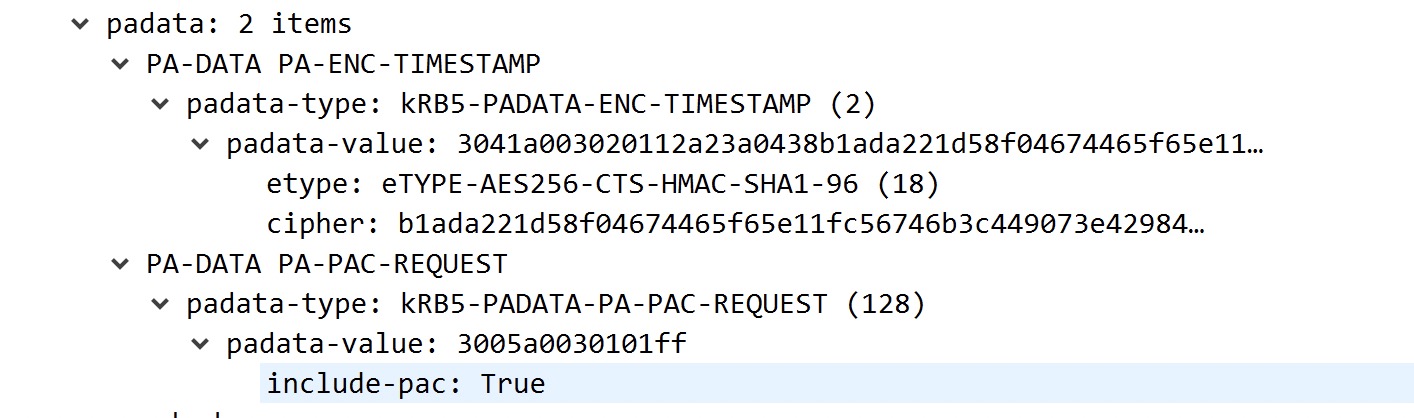 padata: 2 items
PA-DATA PA-ENC-TIMESTAMP
padata-type: kRB5-PADATA-ENC-TIMESTAMP (2)
padata-value: 3041a003020112a23a0438b1ada221d58f04674465f65e11…
etype: eTYPE-AES256-CTS-HMAC-SHA1-96 (18)
cipher: b1ada221d58f04674465f65e11fc56746b3c449073e42984…
PA-DATA PA-PAC-REQUEST
padata-type: kRB5-PADATA-PA-PAC-REQUEST (128)
padata-value: 3005a0030101ff
include-pac: True